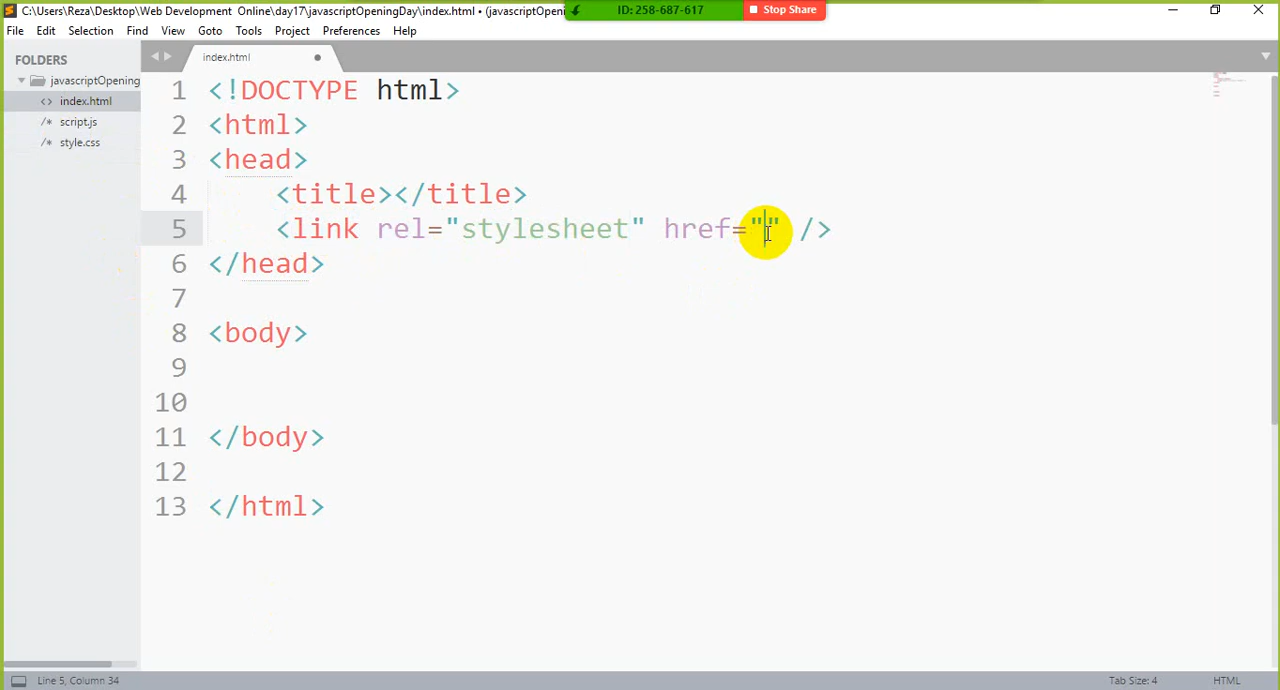 C:\Users\Reza\Desktop\Web Development Online\day17\javascriptOpeningDay\index.html • (javascriptOpeni
ID: 258-687-617
Stop Share
File Edit Selection Find View Goto Tools Project Preferences Help
FOLDERS
javascriptOpening
<> index.html
/* script.js
/* style.css
index.html
1 <!DOCTYPE html>
2 <html>
3 <head>
4 <title></title>
5 <link rel="stylesheet" href="" />
6 </head>
7
8 <body>
9
10
11 </body>
12
13 </html>
Line 5, Column 34
Tab Size: 4
HTML